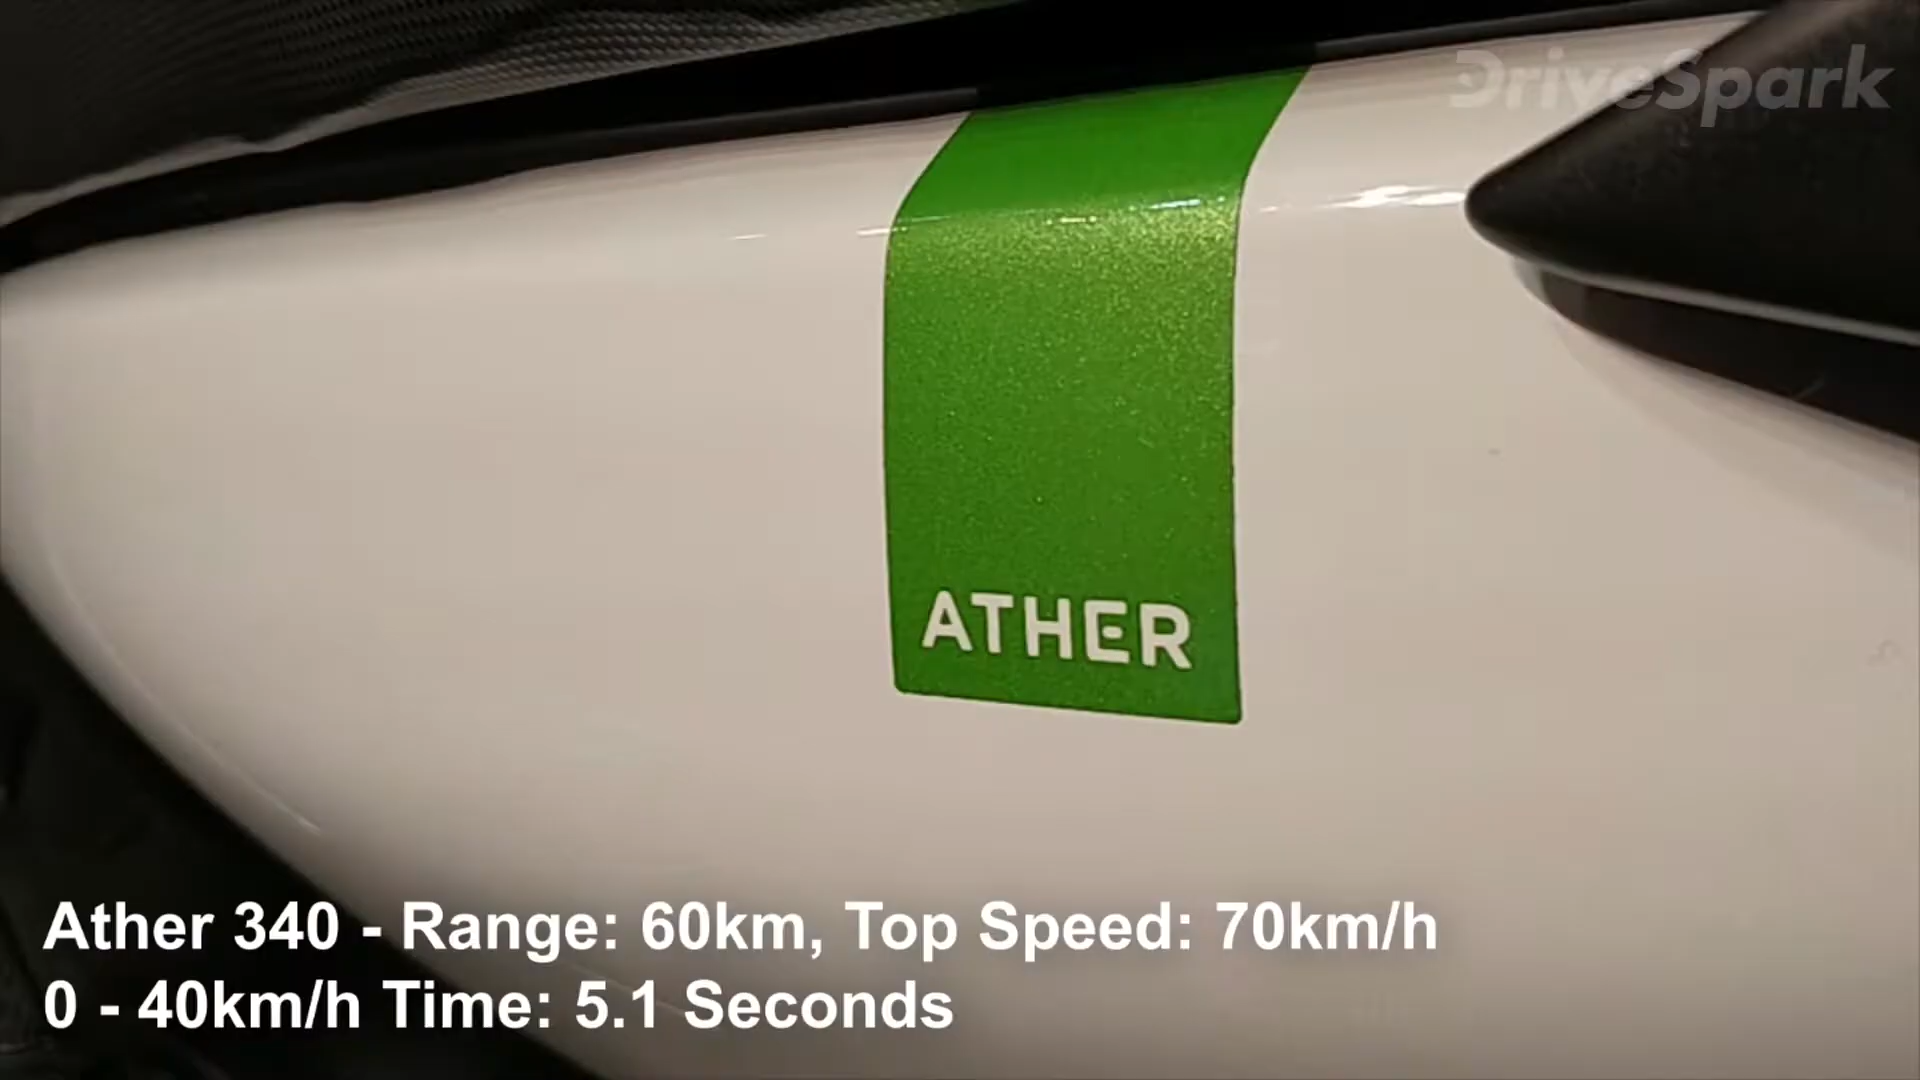 DriveSpark
ATHER
Ather 340 - Range: 60km, Top Speed: 70km/h
0 - 40km/h Time: 5.1 Seconds